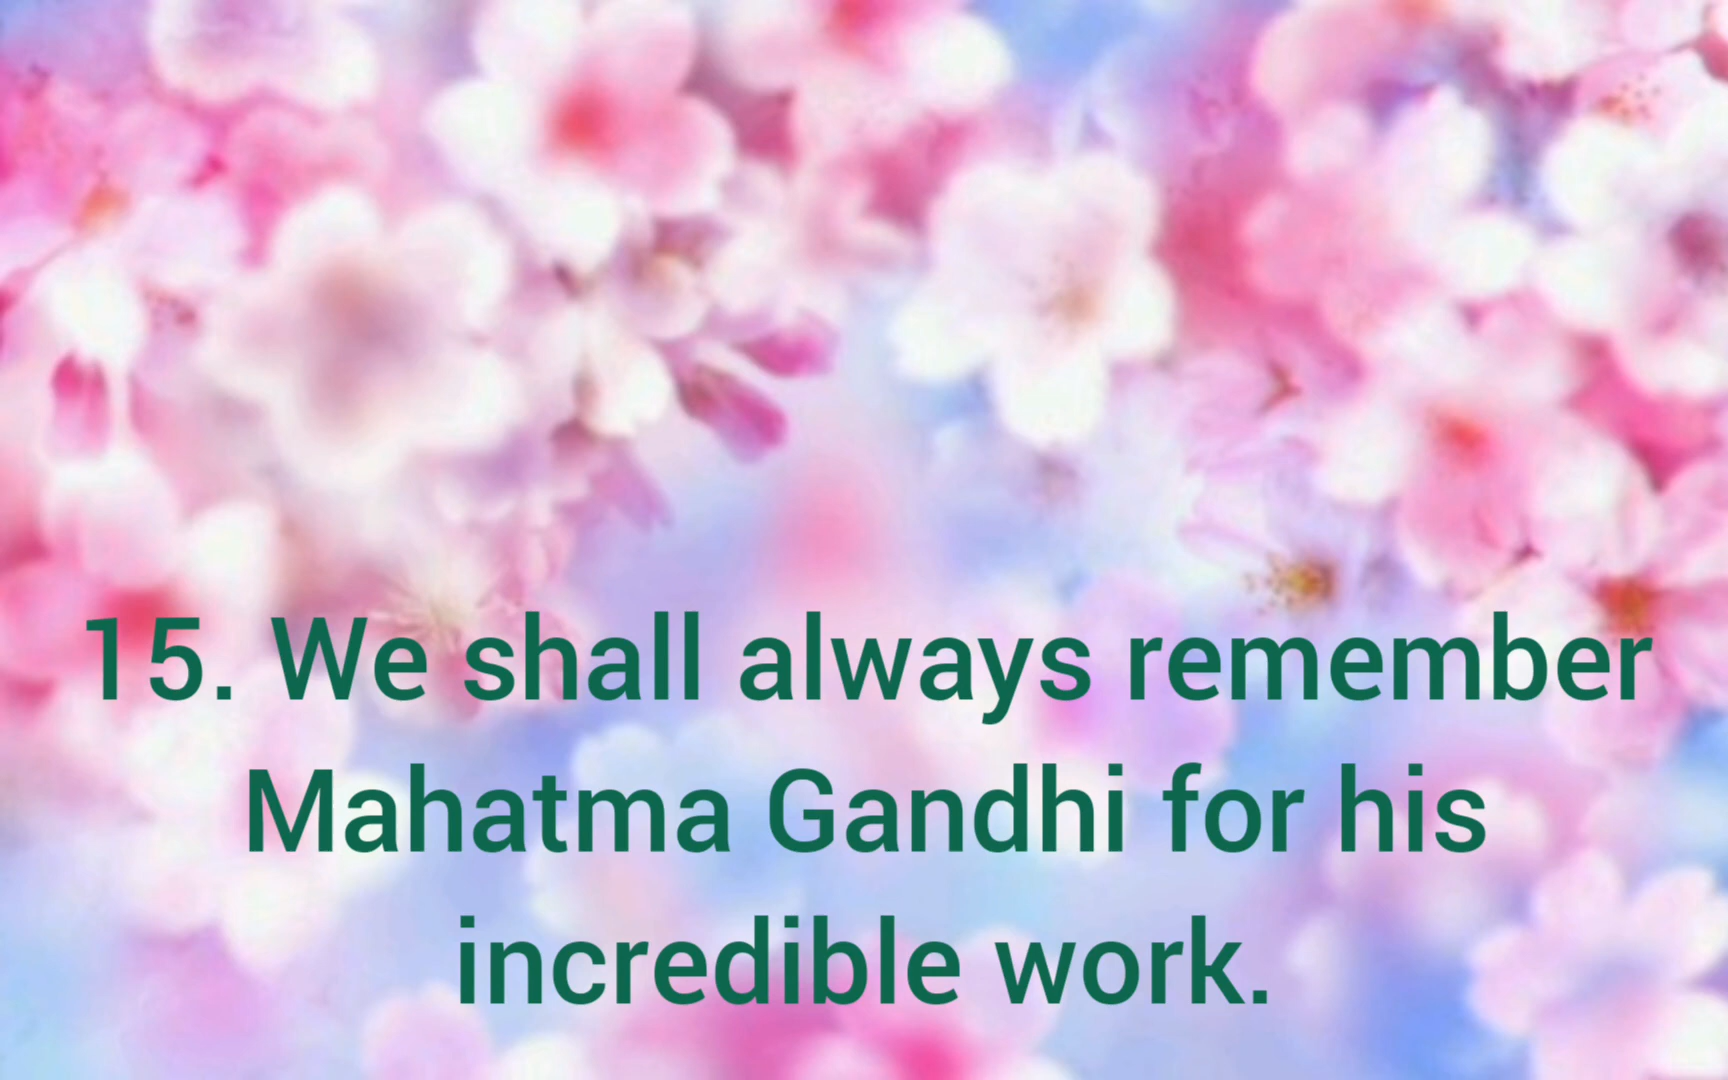 15. We shall always remember
Mahatma Gandhi for his
incredible work.